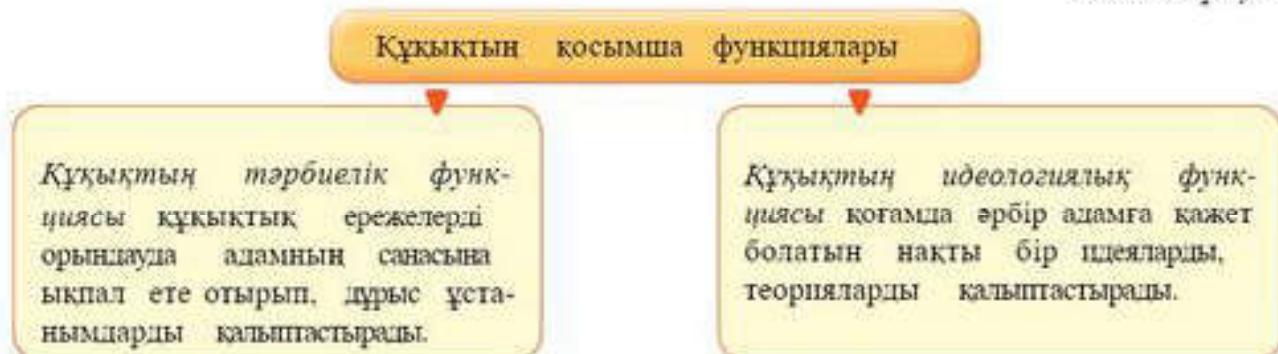 Құқықтың қосымша функциялары
Құқықтың тәрбиелік функ-
циясы құқықтық ережелерді
орындауда адамның санасына
ықпал ете отырып, дұрыс ұста-
нымдарды қалыптастырады.
Құқықтың идеологиялық функ-
циясы қоғамда әрбір адамға қажет
болатын нақты бір идеяларды,
теорияларды қалыптастырады.